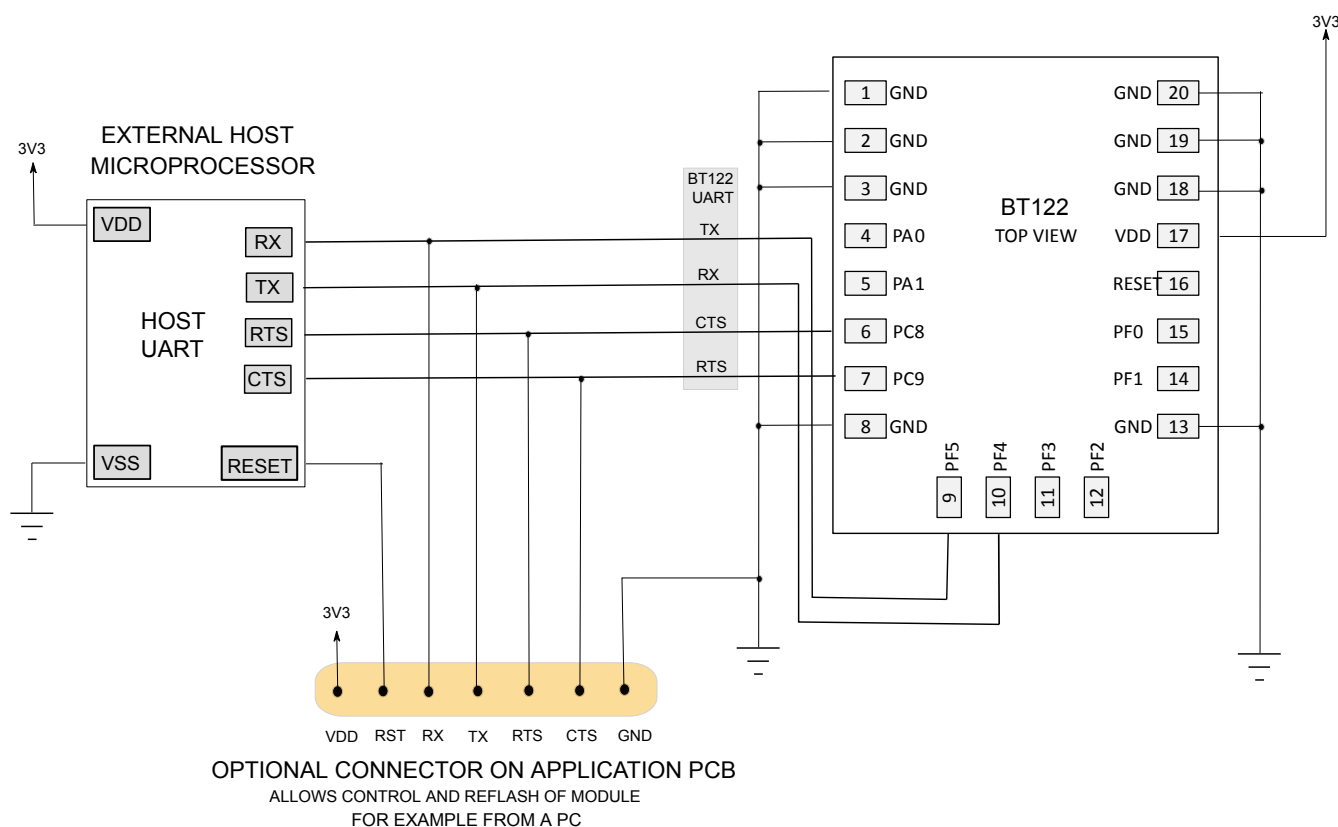 3V3
EXTERNAL HOST
MICROPROCESSOR
3V3
VDD
RX
TX
HOST
UART
RTS
CTS
VSS
RESET
BT122
UART
TX
RX
CTS
RTS
1 GND
2 GND
3 GND
4 PA0
5 PA1
6 PC8
7 PC9
8 GND
BT122
TOP VIEW
GND 20
GND 19
GND 18
VDD 17
RESET 16
PF0 15
PF1 14
GND 13
PF5 PF4 PF3 PF2
9 10 11 12
3V3
VDD RST RX TX RTS CTS GND
OPTIONAL CONNECTOR ON APPLICATION PCB
ALLOWS CONTROL AND REFLASH OF MODULE
FOR EXAMPLE FROM A PC